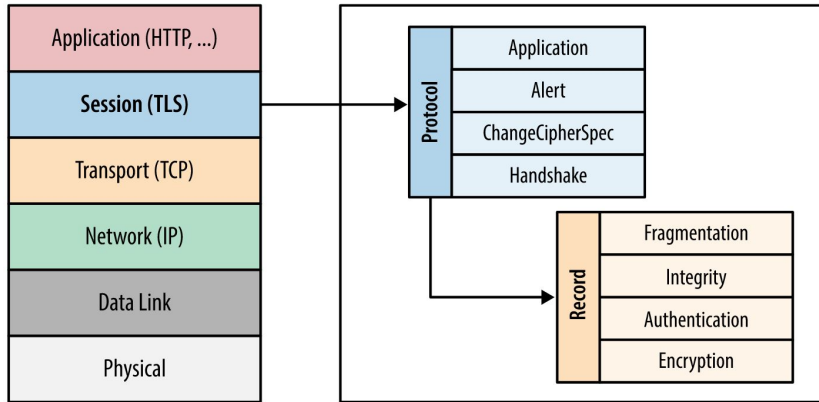 Application (HTTP, ...)
Session (TLS)
Transport (TCP)
Network (IP)
Data Link
Physical
Protocol
Application
Alert
ChangeCipherSpec
Handshake
Record
Fragmentation
Integrity
Authentication
Encryption